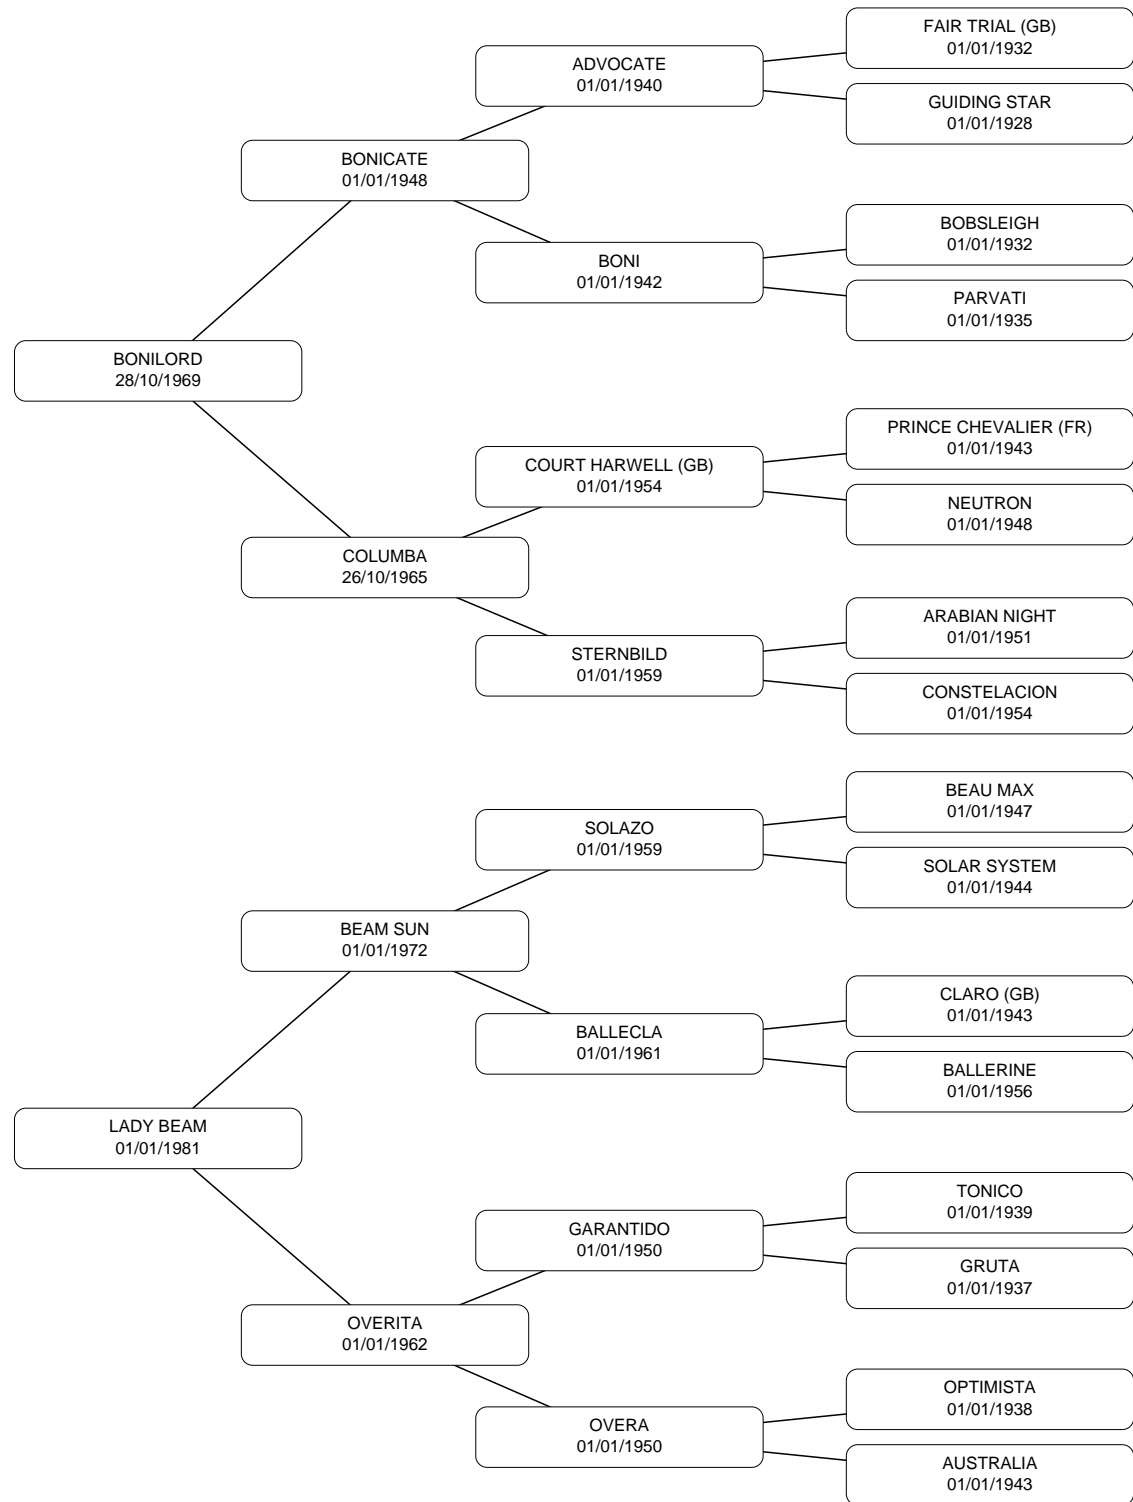 FAIR TRIAL (GB)
01/01/1932
ADVOCATE
01/01/1940
GUIDING STAR
01/01/1928
BONICATE
01/01/1948
BOBSLEIGH
01/01/1932
BONI
01/01/1942
PARVATI
01/01/1935
BONILORD
28/10/1969
PRINCE CHEVALIER (FR)
01/01/1943
COURT HARWELL (GB)
01/01/1954
NEUTRON
01/01/1948
COLUMBA
26/10/1965
ARABIAN NIGHT
01/01/1951
STERNBILD
01/01/1959
CONSTELACION
01/01/1954
BEAU MAX
01/01/1947
SOLAZO
01/01/1959
SOLAR SYSTEM
01/01/1944
BEAM SUN
01/01/1972
CLARO (GB)
01/01/1943
BALLECLA
01/01/1961
BALLERINE
01/01/1956
LADY BEAM
01/01/1981
TONICO
01/01/1939
GARANTIDO
01/01/1950
GRUTA
01/01/1937
OVERITA
01/01/1962
OPTIMISTA
01/01/1938
OVERA
01/01/1950
AUSTRALIA
01/01/1943